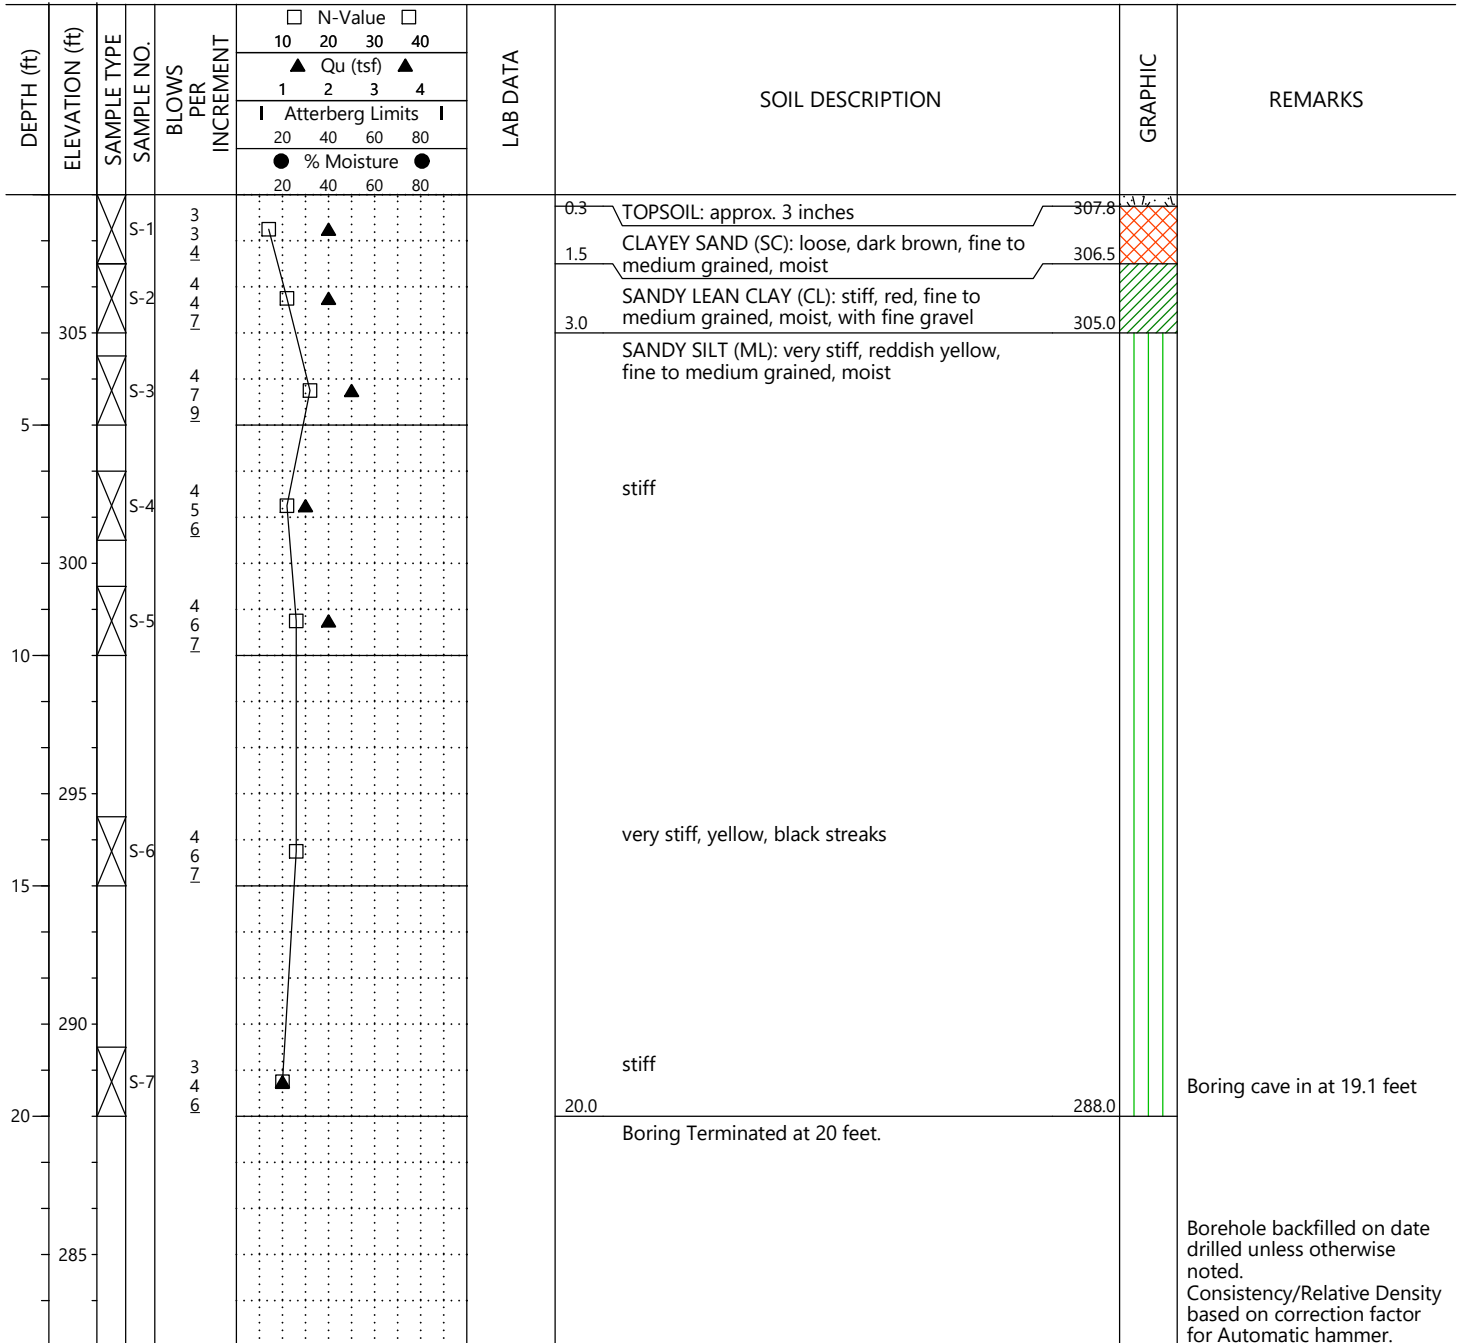 DEPTH (ft)
ELEVATION (ft)
SAMPLE TYPE
SAMPLE NO.
BLOWS
PER
INCREMENT
N-Value
10 20 30 40
▲ Qu (tsf) ▲
1 2 3 4
Atterberg Limits
20 40 60 80
● % Moisture ●
20 40 60 80
LAB DATA
SOIL DESCRIPTION
GRAPHIC
REMARKS
S-1
3
3
4
0.3 TOPSOIL: approx. 3 inches 307.8
CLAYEY SAND (SC): loose, dark brown, fine to
1.5 medium grained, moist 306.5
S-2
4
4
7
SANDY LEAN CLAY (CL): stiff, red, fine to
3.0 medium grained, moist, with fine gravel 305.0
305
SANDY SILT (ML): very stiff, reddish yellow,
fine to medium grained, moist
S-3
4
7
9
5
S-4
4
5
6
stiff
300
S-5
4
6
7
10
295
S-6
4
6
7
very stiff, yellow, black streaks
15
290
S-7
3
4
6
stiff
Boring cave in at 19.1 feet
20
20.0 288.0
Boring Terminated at 20 feet.
285
Borehole backfilled on date
drilled unless otherwise
noted.
Consistency/Relative Density
based on correction factor
for Automatic hammer.